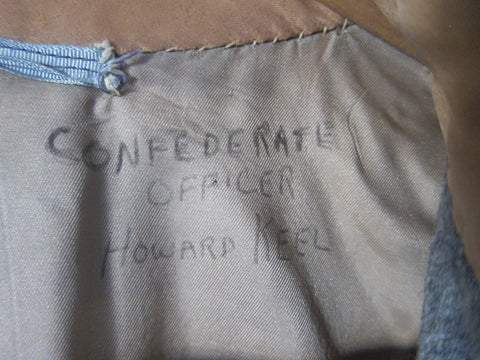 CONFEDERATE
OFFICER
HOWARD KEEL